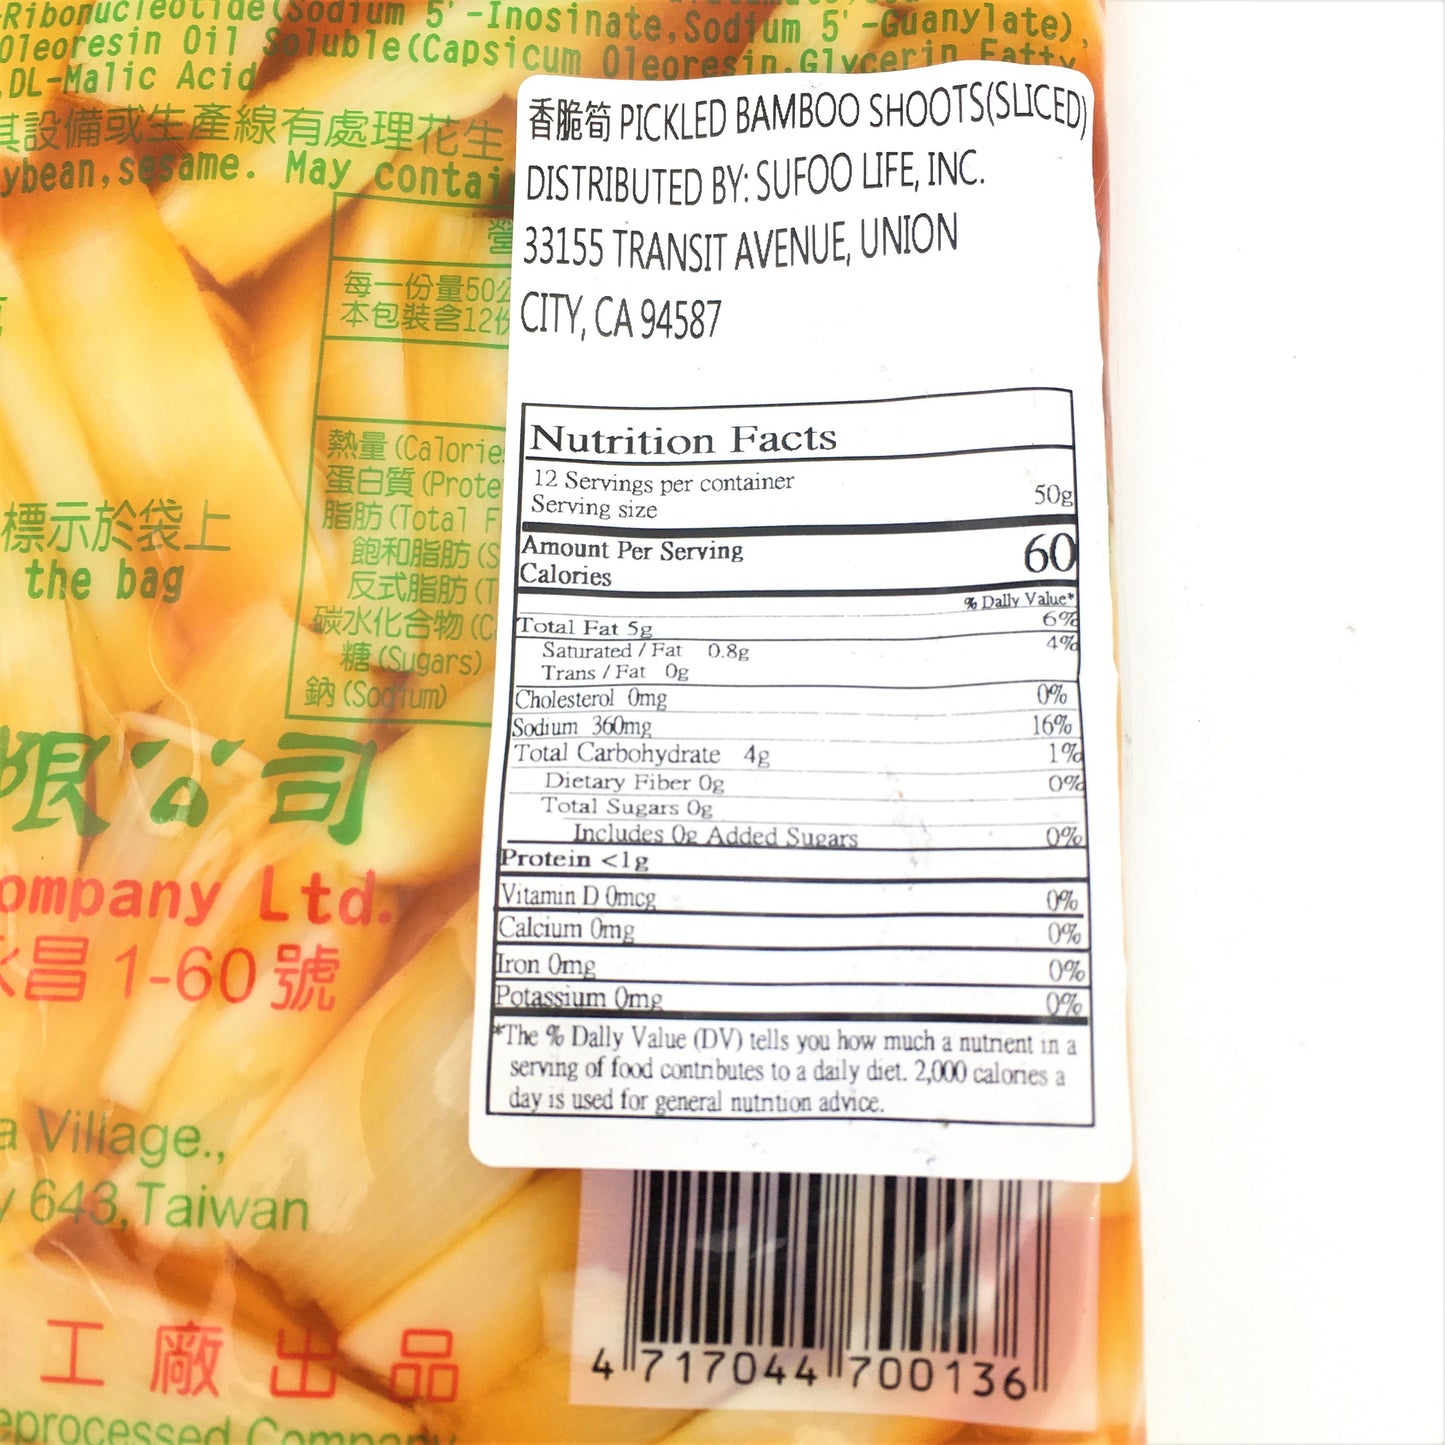 Ribonucleotide(Sodium 5'-Inosinate,Sodium 5'-Guanylate),
Oleoresin Oil Soluble(Capsicum Oleoresin,Glycerin Fatty
DL-Malic Acid
其設備或生產線有處理花生
ybean,sesame. May contai
營
每一份量50公
本包裝含12份
熱量(Calorie
蛋白質(Prote
脂肪(Total F
飽和脂肪(S
反式脂肪(T
碳水化合物(C
糖(Sugars)
鈉(Sodium)
標示於袋上
the bag
限公司
ompany Ltd.
永昌1-60號
a Village.,
y 643,Taiwan
工廠出品
eprocessed Company
香脆筍 PICKLED BAMBOO SHOOTS(SLICED)
DISTRIBUTED BY: SUFOO LIFE, INC.
33155 TRANSIT AVENUE, UNION
CITY, CA 94587
Nutrition Facts
12 Servings per container
Serving size 50g
Amount Per Serving
Calories 60
% Dally Value*
Total Fat 5g 6%
Saturated / Fat 0.8g 4%
Trans / Fat 0g
Cholesterol 0mg 0%
Sodium 360mg 16%
Total Carbohydrate 4g 1%
Dietary Fiber 0g 0%
Total Sugars 0g
Includes 0g Added Sugars 0%
Protein <1g
Vitamin D 0mcg 0%
Calcium 0mg 0%
Iron 0mg 0%
Potassium 0mg 0%
*The % Dally Value (DV) tells you how much a nutrient in a
serving of food contributes to a daily diet. 2,000 calories a
day is used for general nutrition advice.
4 717044 700136